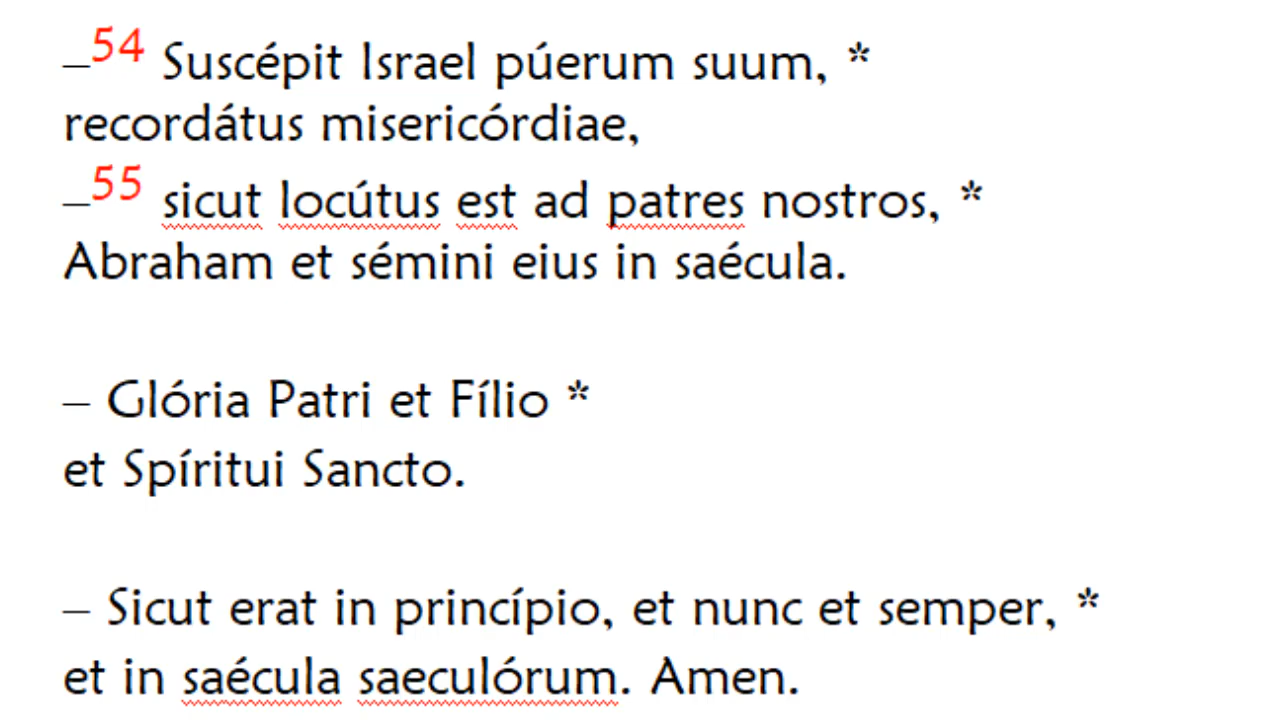 –54 Suscépit Israel púerum suum, *
recordátus misericórdiae,
–55 sicut locútus est ad patres nostros, *
Abraham et sémini eius in saécula.
– Glória Patri et Fílio *
et Spíritui Sancto.
– Sicut erat in princípio, et nunc et semper, *
et in saécula saeculórum. Amen.